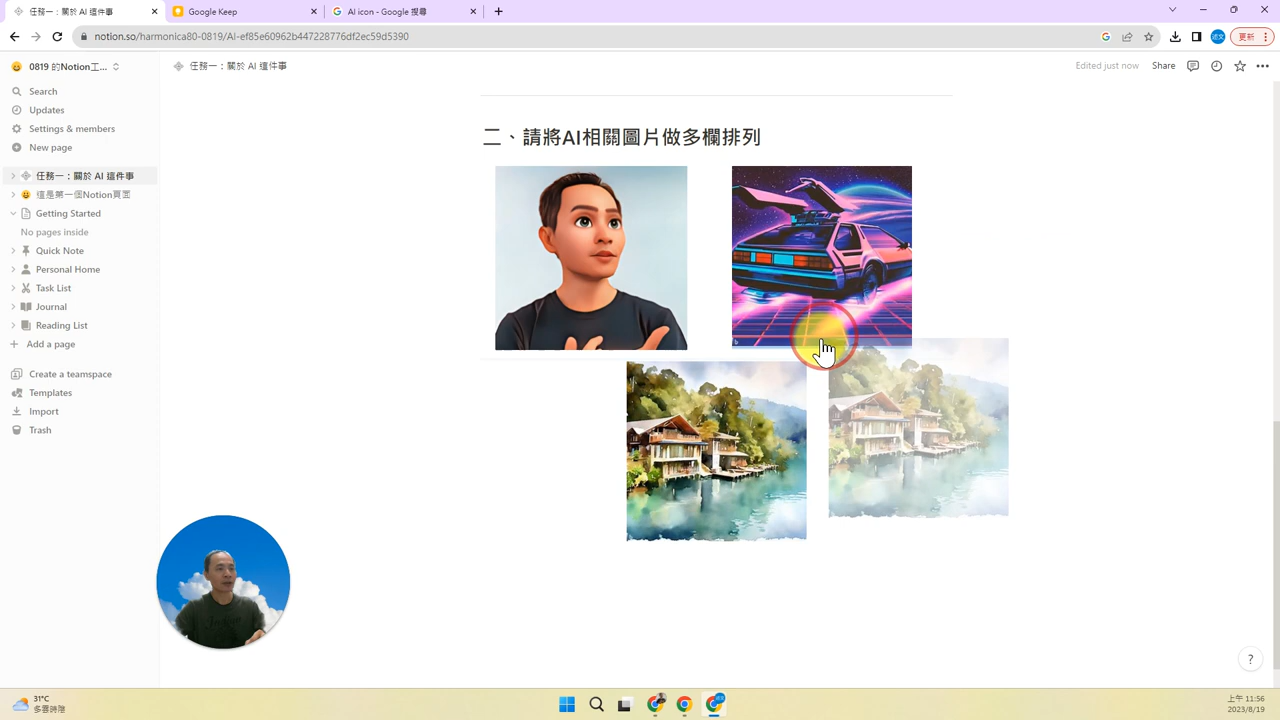 任務一：關於 AI 這件事
Google Keep
AI icon - Google 搜尋
notion.so/harmonica80-0819/AI-ef85e60962b447228776df2ec59d5390
更新
0819 的Notion工...
任務一：關於 AI 這件事
Edited just now
Share
Search
Updates
Settings & members
New page
任務一：關於 AI 這件事
這是第一個Notion頁面
Getting Started
No pages inside
Quick Note
Personal Home
Task List
Journal
Reading List
Add a page
Create a teamspace
Templates
Import
Trash
二、請將AI相關圖片做多欄排列
?
31°C
多雲時陰
上午 11:56
2023/8/19